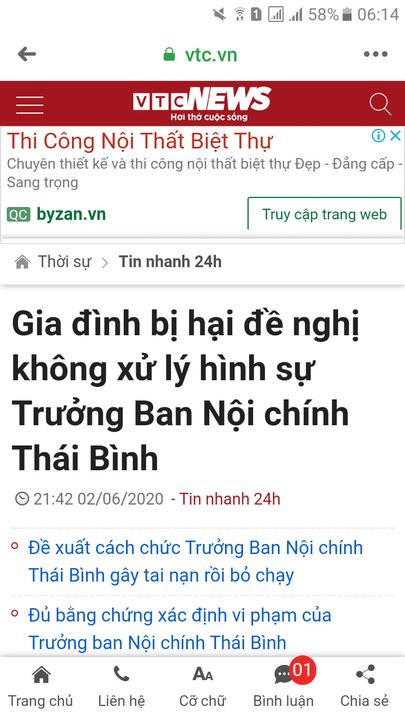 1 58% 06:14
vtc.vn
VTC NEWS
Hơi thở cuộc sống
Thi Công Nội Thất Biệt Thự
Chuyên thiết kế và thi công nội thất biệt thự Đẹp - Đẳng cấp -
Sang trọng
QC byzan.vn
Truy cập trang web
Thời sự > Tin nhanh 24h
Gia đình bị hại đề nghị
không xử lý hình sự
Trưởng Ban Nội chính
Thái Bình
21:42 02/06/2020 - Tin nhanh 24h
Đề xuất cách chức Trưởng Ban Nội chính
Thái Bình gây tai nạn rồi bỏ chạy
Đủ bằng chứng xác định vi phạm của
Trưởng ban Nội chính Thái Bình
01
Trang chủ Liên hệ Cỡ chữ Bình luận Chia sẻ